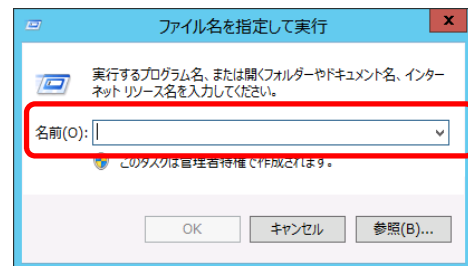 ファイル名を指定して実行
x
実行するプログラム名、または開くフォルダーやドキュメント名、インター
ネット リソース名を入力してください。
名前(O):
このタスクは管理者特権で作成されます。
OK
キャンセル
参照(B)...